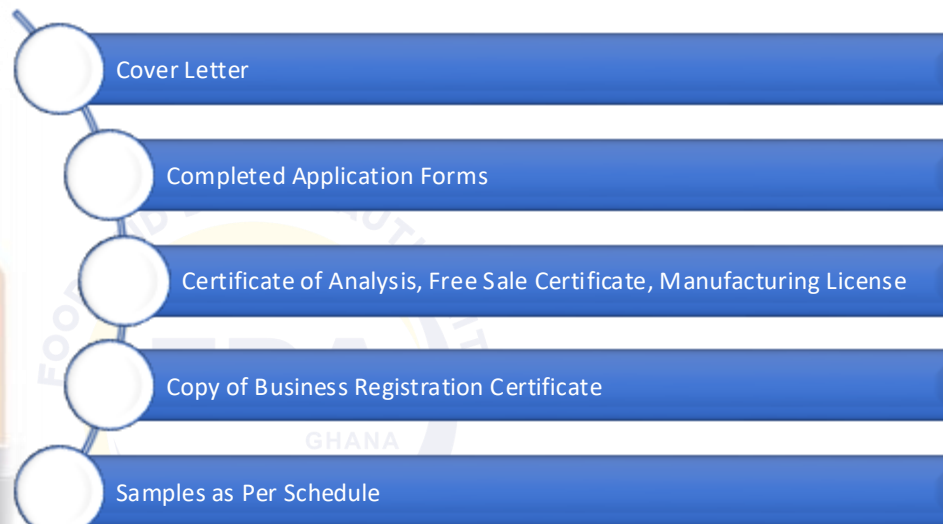 Cover Letter
Completed Application Forms
Certificate of Analysis, Free Sale Certificate, Manufacturing License
Copy of Business Registration Certificate
Samples as Per Schedule
GHANA